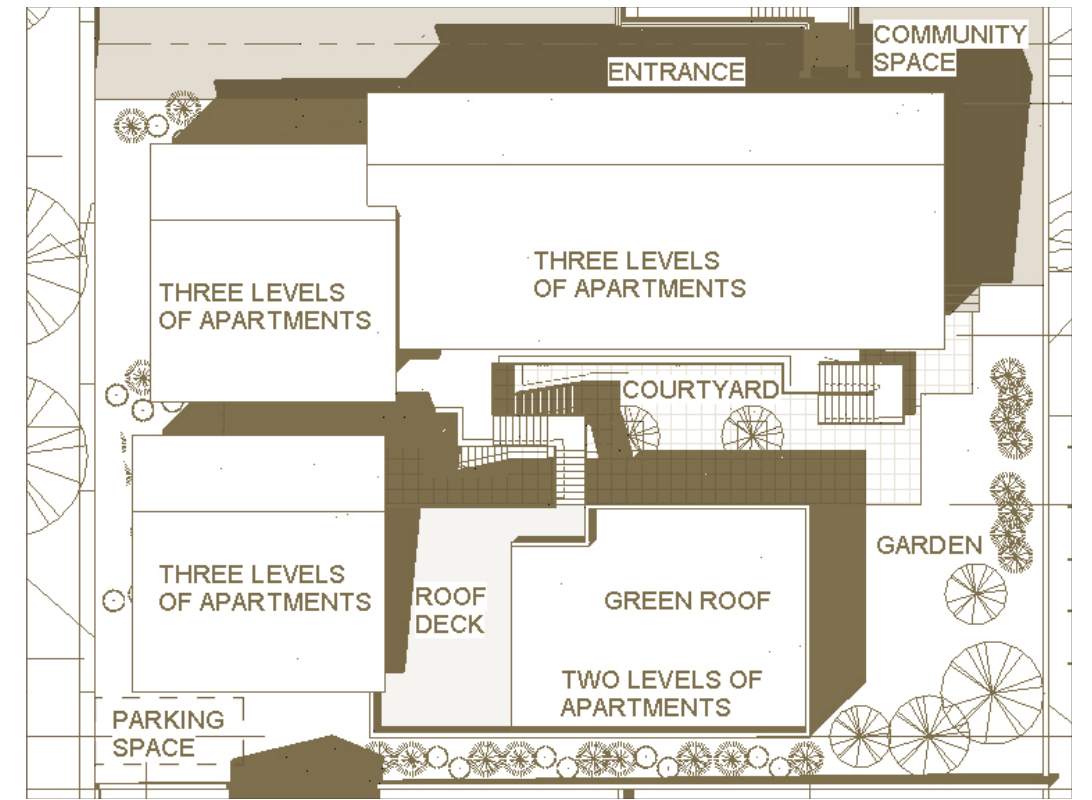 COMMUNITY
SPACE
ENTRANCE
THREE LEVELS
OF APARTMENTS
THREE LEVELS
OF APARTMENTS
COURTYARD
GARDEN
THREE LEVELS
OF APARTMENTS
ROOF
DECK
GREEN ROOF
TWO LEVELS OF
APARTMENTS
PARKING
SPACE